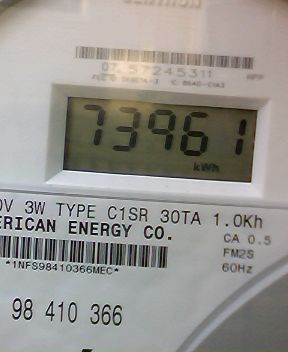 07 57245311
APP
73961
kWh
0V 3W TYPE C1SR 30TA 1.0Kh
ERICAN ENERGY CO.
CA 0.5
FM2S
60Hz
*1NFS98410366MEC*
98 410 366